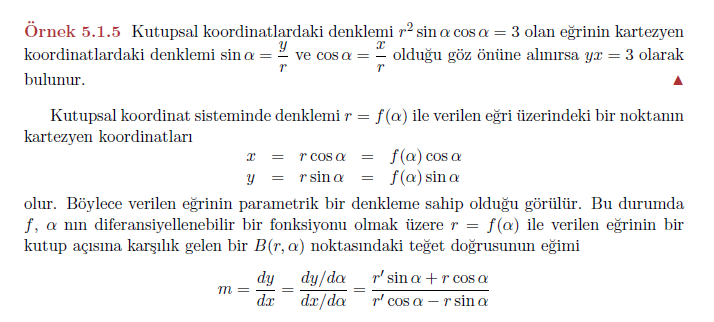 Örnek 5.1.5 Kutupsal koordinatlardaki denklemi r² sin α cos α = 3 olan eğrinin kartezyen
koordinatlardaki denklemi sin α = y/r ve cos α = x/r olduğu göz önüne alınırsa yx = 3 olarak
bulunur. ▲
Kutupsal koordinat sisteminde denklemi r = f(α) ile verilen eğri üzerindeki bir noktanın
kartezyen koordinatları
x = r cos α = f(α) cos α
y = r sin α = f(α) sin α
olur. Böylece verilen eğrinin parametrik bir denkleme sahip olduğu görülür. Bu durumda
f, α nın diferansiyellenebilir bir fonksiyonu olmak üzere r = f(α) ile verilen eğrinin bir
kutup açısına karşılık gelen bir B(r, α) noktasındaki teğet doğrusunun eğimi
m = dy/dx = (dy/dα)/(dx/dα) = (r′ sin α + r cos α)/(r′ cos α − r sin α)